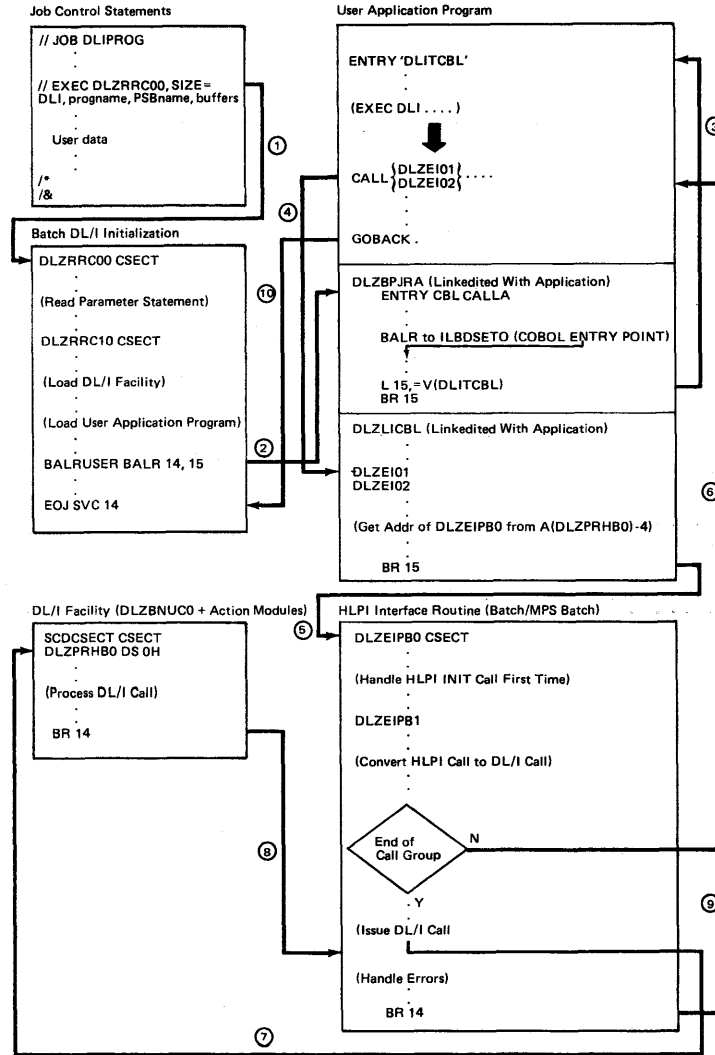 Job Control Statements
// JOB DLIPROG
// EXEC DLZRRC00, SIZE=
DLI, progname, PSBname, buffers
User data
/*
/&
①
Batch DL/I Initialization
DLZRRC00 CSECT
(Read Parameter Statement)
DLZRRC10 CSECT
(Load DL/I Facility)
(Load User Application Program)
BALRUSER BALR 14, 15
EOJ SVC 14
②
④
⑩
User Application Program
ENTRY 'DLITCBL'
(EXEC DLI . . . .)
CALL {DLZEI01} . . . .
{DLZEI02}
GOBACK .
③
DLZBPJRA (Linkedited With Application)
ENTRY CBL CALLA
BALR to ILBDSETO (COBOL ENTRY POINT)
L 15,=V(DLITCBL)
BR 15
DLZLICBL (Linkedited With Application)
DLZEI01
DLZEI02
(Get Addr of DLZEIPB0 from A(DLZPRHB0)-4)
BR 15
⑥
DL/I Facility (DLZBNUC0 + Action Modules)
SCDCSECT CSECT
DLZPRHB0 DS 0H
(Process DL/I Call)
BR 14
⑤
⑧
HLPI Interface Routine (Batch/MPS Batch)
DLZEIPB0 CSECT
(Handle HLPI INIT Call First Time)
DLZEIPB1
(Convert HLPI Call to DL/I Call)
End of
Call Group
N
Y
(Issue DL/I Call
(Handle Errors)
BR 14
⑨
⑦